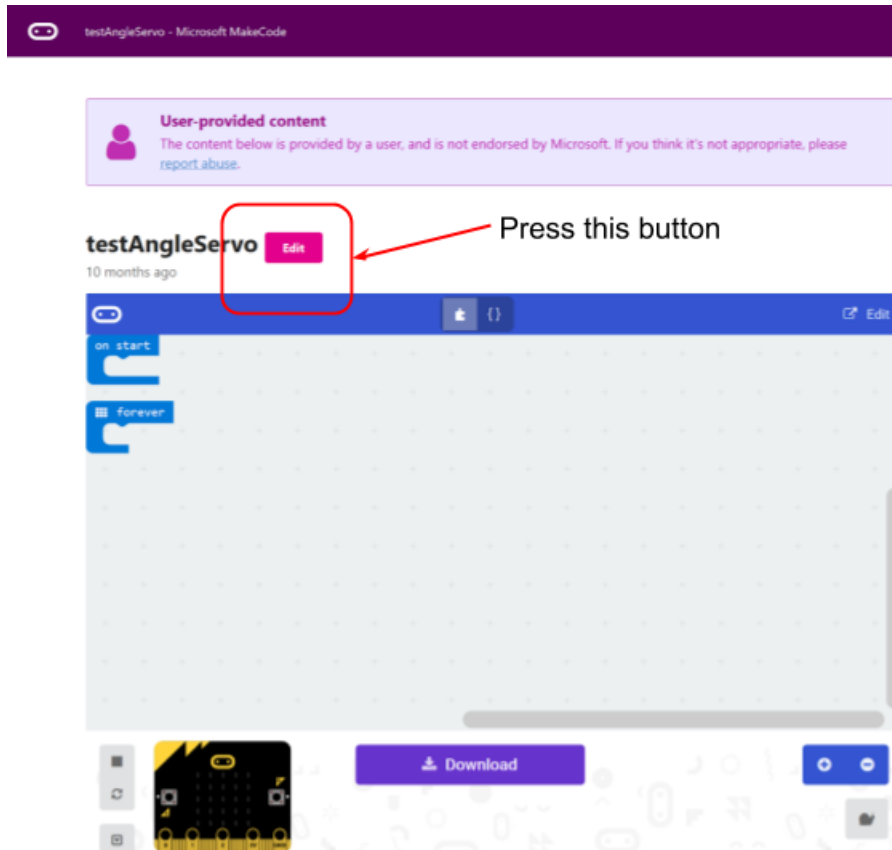 testAngleServo - Microsoft MakeCode
User-provided content
The content below is provided by a user, and is not endorsed by Microsoft. If you think it's not appropriate, please
report abuse.
Press this button
testAngleServo Edit
10 months ago
{} Edit
on start
forever
Download